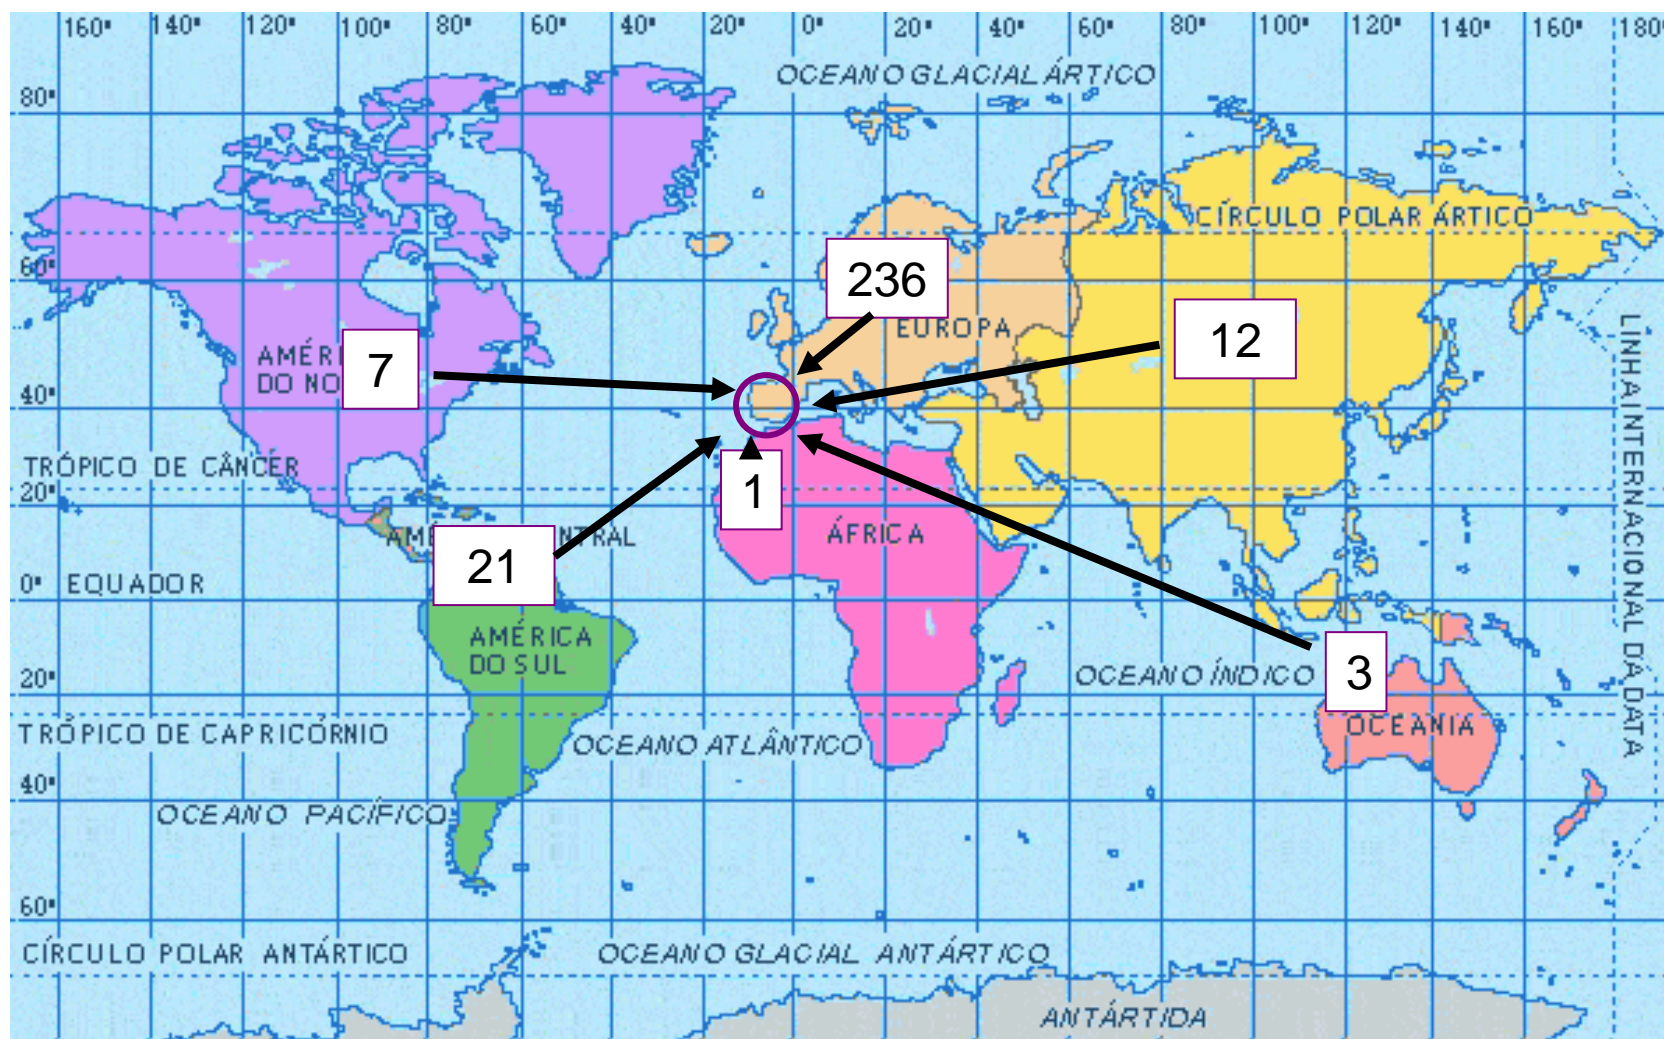 160° 140° 120° 100° 80° 60° 40° 20° 0° 20° 40° 60° 80° 100° 120° 140° 160° 180°
OCEANO GLACIAL ÁRTICO
80°
CÍRCULO POLAR ÁRTICO
60°
236
EUROPA
12
AMÉRI
DO NO
7
40°
TRÓPICO DE CÂNCER
20°
1
ÁFRICA
AMÉ NTRAL
21
0° EQUADOR
LINHA INTERNACIONAL DA DATA
AMÉRICA
DO SUL
OCEANO ÍNDICO
3
20°
OCEANIA
TRÓPICO DE CAPRICÓRNIO
OCEANO ATLÂNTICO
40°
OCEANO PACÍFICO
60°
CÍRCULO POLAR ANTÁRTICO
OCEANO GLACIAL ANTÁRTICO
ANTÁRTIDA